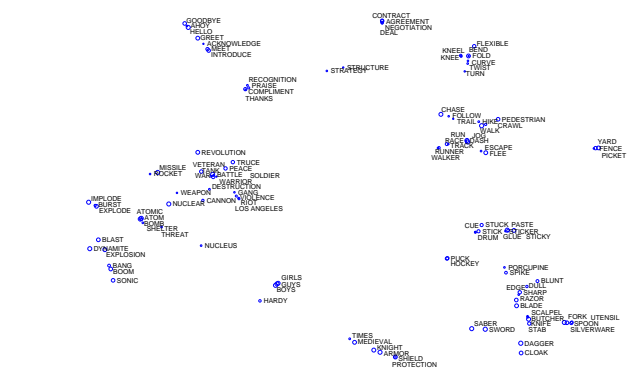 CONTRACT
AGREEMENT
NEGOTIATION
DEAL
GOODBYE
AHOY
HELLO
GREET
ACKNOWLEDGE
MEET
INTRODUCE
FLEXIBLE
KNEEL BEND
KNEE FOLD
CURVE
TWIST
TURN
STRUCTURE
STRATEGY
RECOGNITION
PRAISE
COMPLIMENT
THANKS
CHASE
FOLLOW
TRAIL HIKE PEDESTRIAN
CRAWL
WALK
RUN JOG
RACE DASH
TRACK
RUNNER
WALKER
ESCAPE
FLEE
YARD
FENCE
PICKET
REVOLUTION
VETERAN TRUCE
TANK PEACE
WAR BATTLE SOLDIER
WARRIOR
MISSILE
ROCKET
DESTRUCTION
WEAPON GANG
CANNON VIOLENCE
RIOT
LOS ANGELES
NUCLEAR
IMPLODE
BURST
EXPLODE
ATOMIC
ATOM
BOMB
SHELTER
THREAT
BLAST
DYNAMITE
EXPLOSION
NUCLEUS
BANG
BOOM
SONIC
GIRLS
GUYS
BOYS
HARDY
CUE STUCK PASTE
STICK STICKER
DRUM GLUE STICKY
PUCK
HOCKEY
PORCUPINE
SPIKE
BLUNT
EDGE DULL
SHARP
RAZOR
BLADE
SCALPEL
BUTCHER
KNIFE
STAB
FORK UTENSIL
SPOON
SILVERWARE
SABER
SWORD
DAGGER
CLOAK
TIMES
MEDIEVAL
KNIGHT
ARMOR
SHIELD
PROTECTION